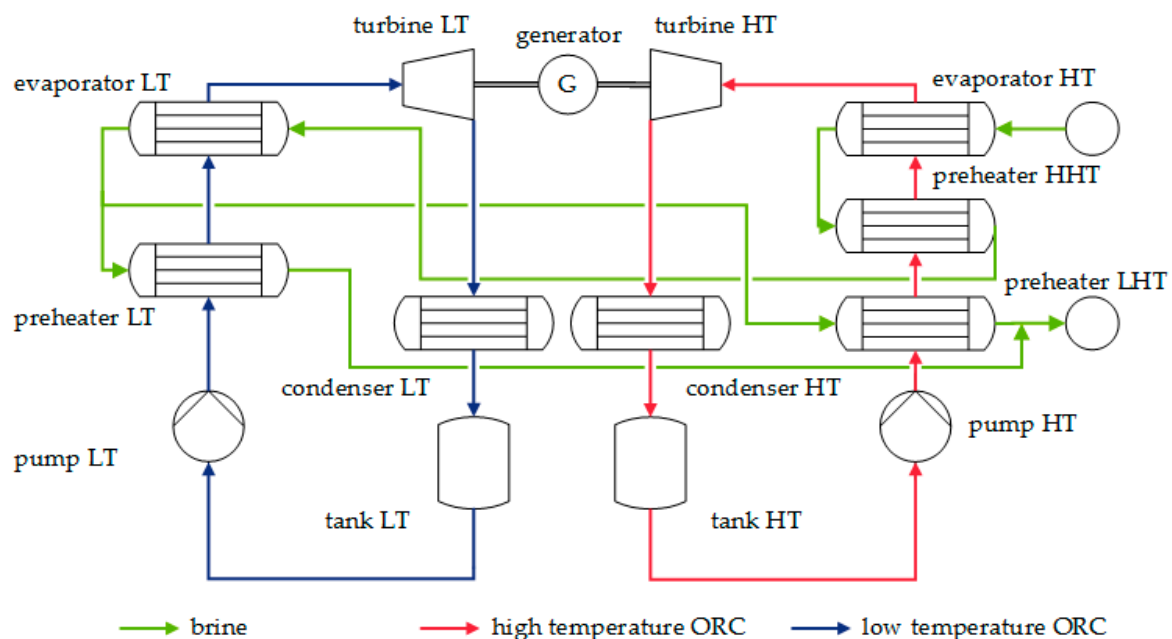 turbine LT
generator
turbine HT
evaporator LT
G
evaporator HT
preheater HHT
preheater LT
preheater LHT
condenser LT
condenser HT
pump LT
pump HT
tank LT
tank HT
brine
high temperature ORC
low temperature ORC